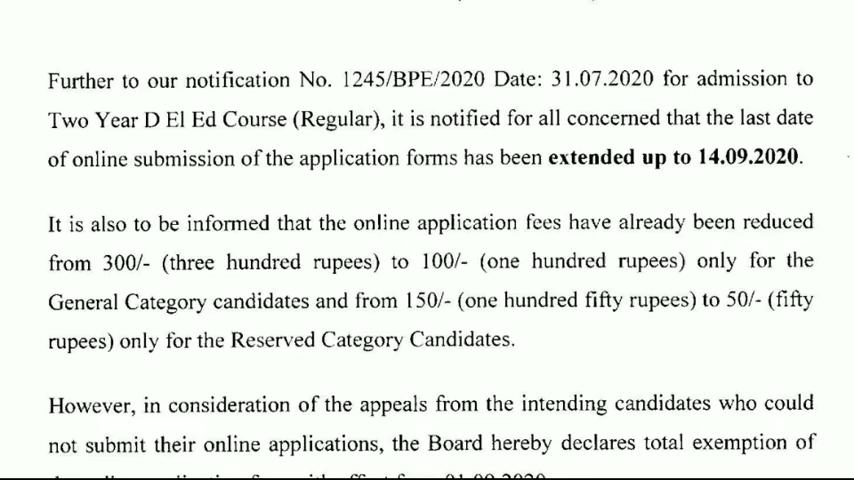 Further to our notification No. 1245/BPE/2020 Date: 31.07.2020 for admission to
Two Year D El Ed Course (Regular), it is notified for all concerned that the last date
of online submission of the application forms has been extended up to 14.09.2020.
It is also to be informed that the online application fees have already been reduced
from 300/- (three hundred rupees) to 100/- (one hundred rupees) only for the
General Category candidates and from 150/- (one hundred fifty rupees) to 50/- (fifty
rupees) only for the Reserved Category Candidates.
However, in consideration of the appeals from the intending candidates who could
not submit their online applications, the Board hereby declares total exemption of